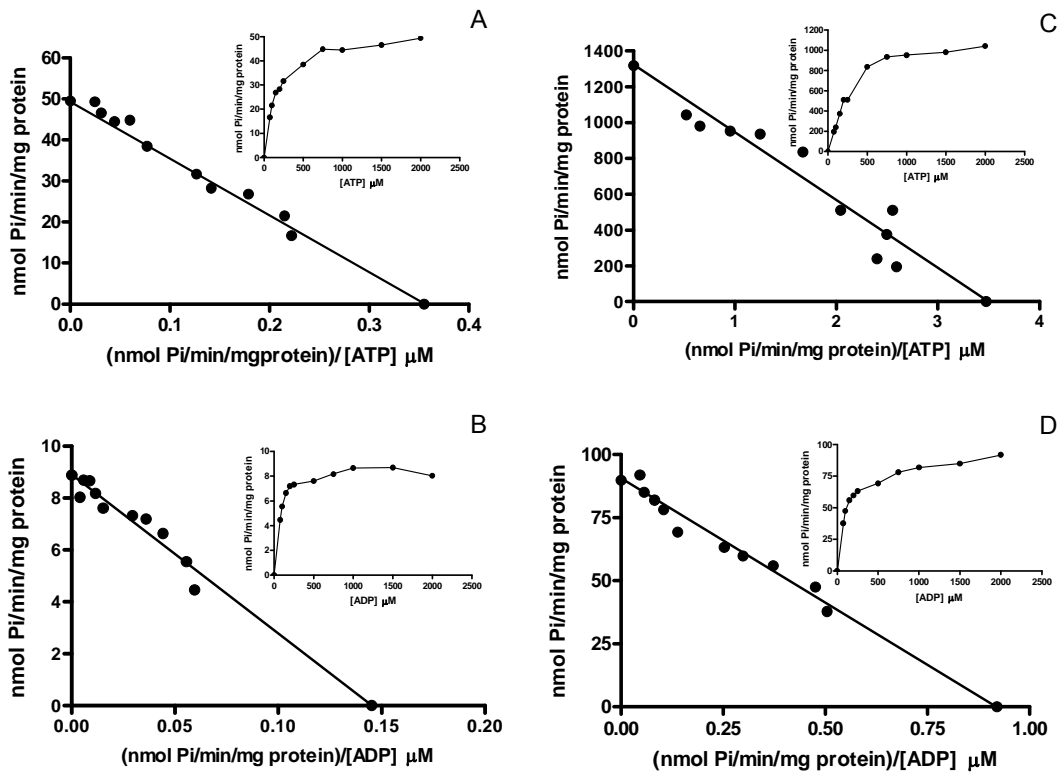 A
nmol Pi/min/mg protein
60
50
40
30
20
10
0
0.0 0.1 0.2 0.3 0.4
(nmol Pi/min/mgprotein)/[ATP] μM
nmol Pi/min/mg protein
50
40
30
20
10
0
0 500 1000 1500 2000 2500
[ATP] μM
C
nmol Pi/min/mg protein
1400
1200
1000
800
600
400
200
0
0 1 2 3 4
(nmol Pi/min/mg protein)/[ATP] μM
nmol Pi/min/mg protein
1000
900
800
700
600
500
400
300
200
100
0
0 500 1000 1500 2000 2500
[ATP] μM
B
nmol Pi/min/mg protein
10
8
6
4
2
0
0.00 0.05 0.10 0.15 0.20
(nmol Pi/min/mg protein)/[ADP] μM
nmol Pi/min/mg protein
10
8
6
4
2
0
0 500 1000 1500 2000 2500
[ADP] μM
D
nmol Pi/min/mg protein
100
75
50
25
0
0.00 0.25 0.50 0.75 1.00
(nmol Pi/min/mg protein)/[ADP] μM
nmol Pi/min/mg protein
100
75
50
25
0
0 500 1000 1500 2000 2500
[ADP] μM